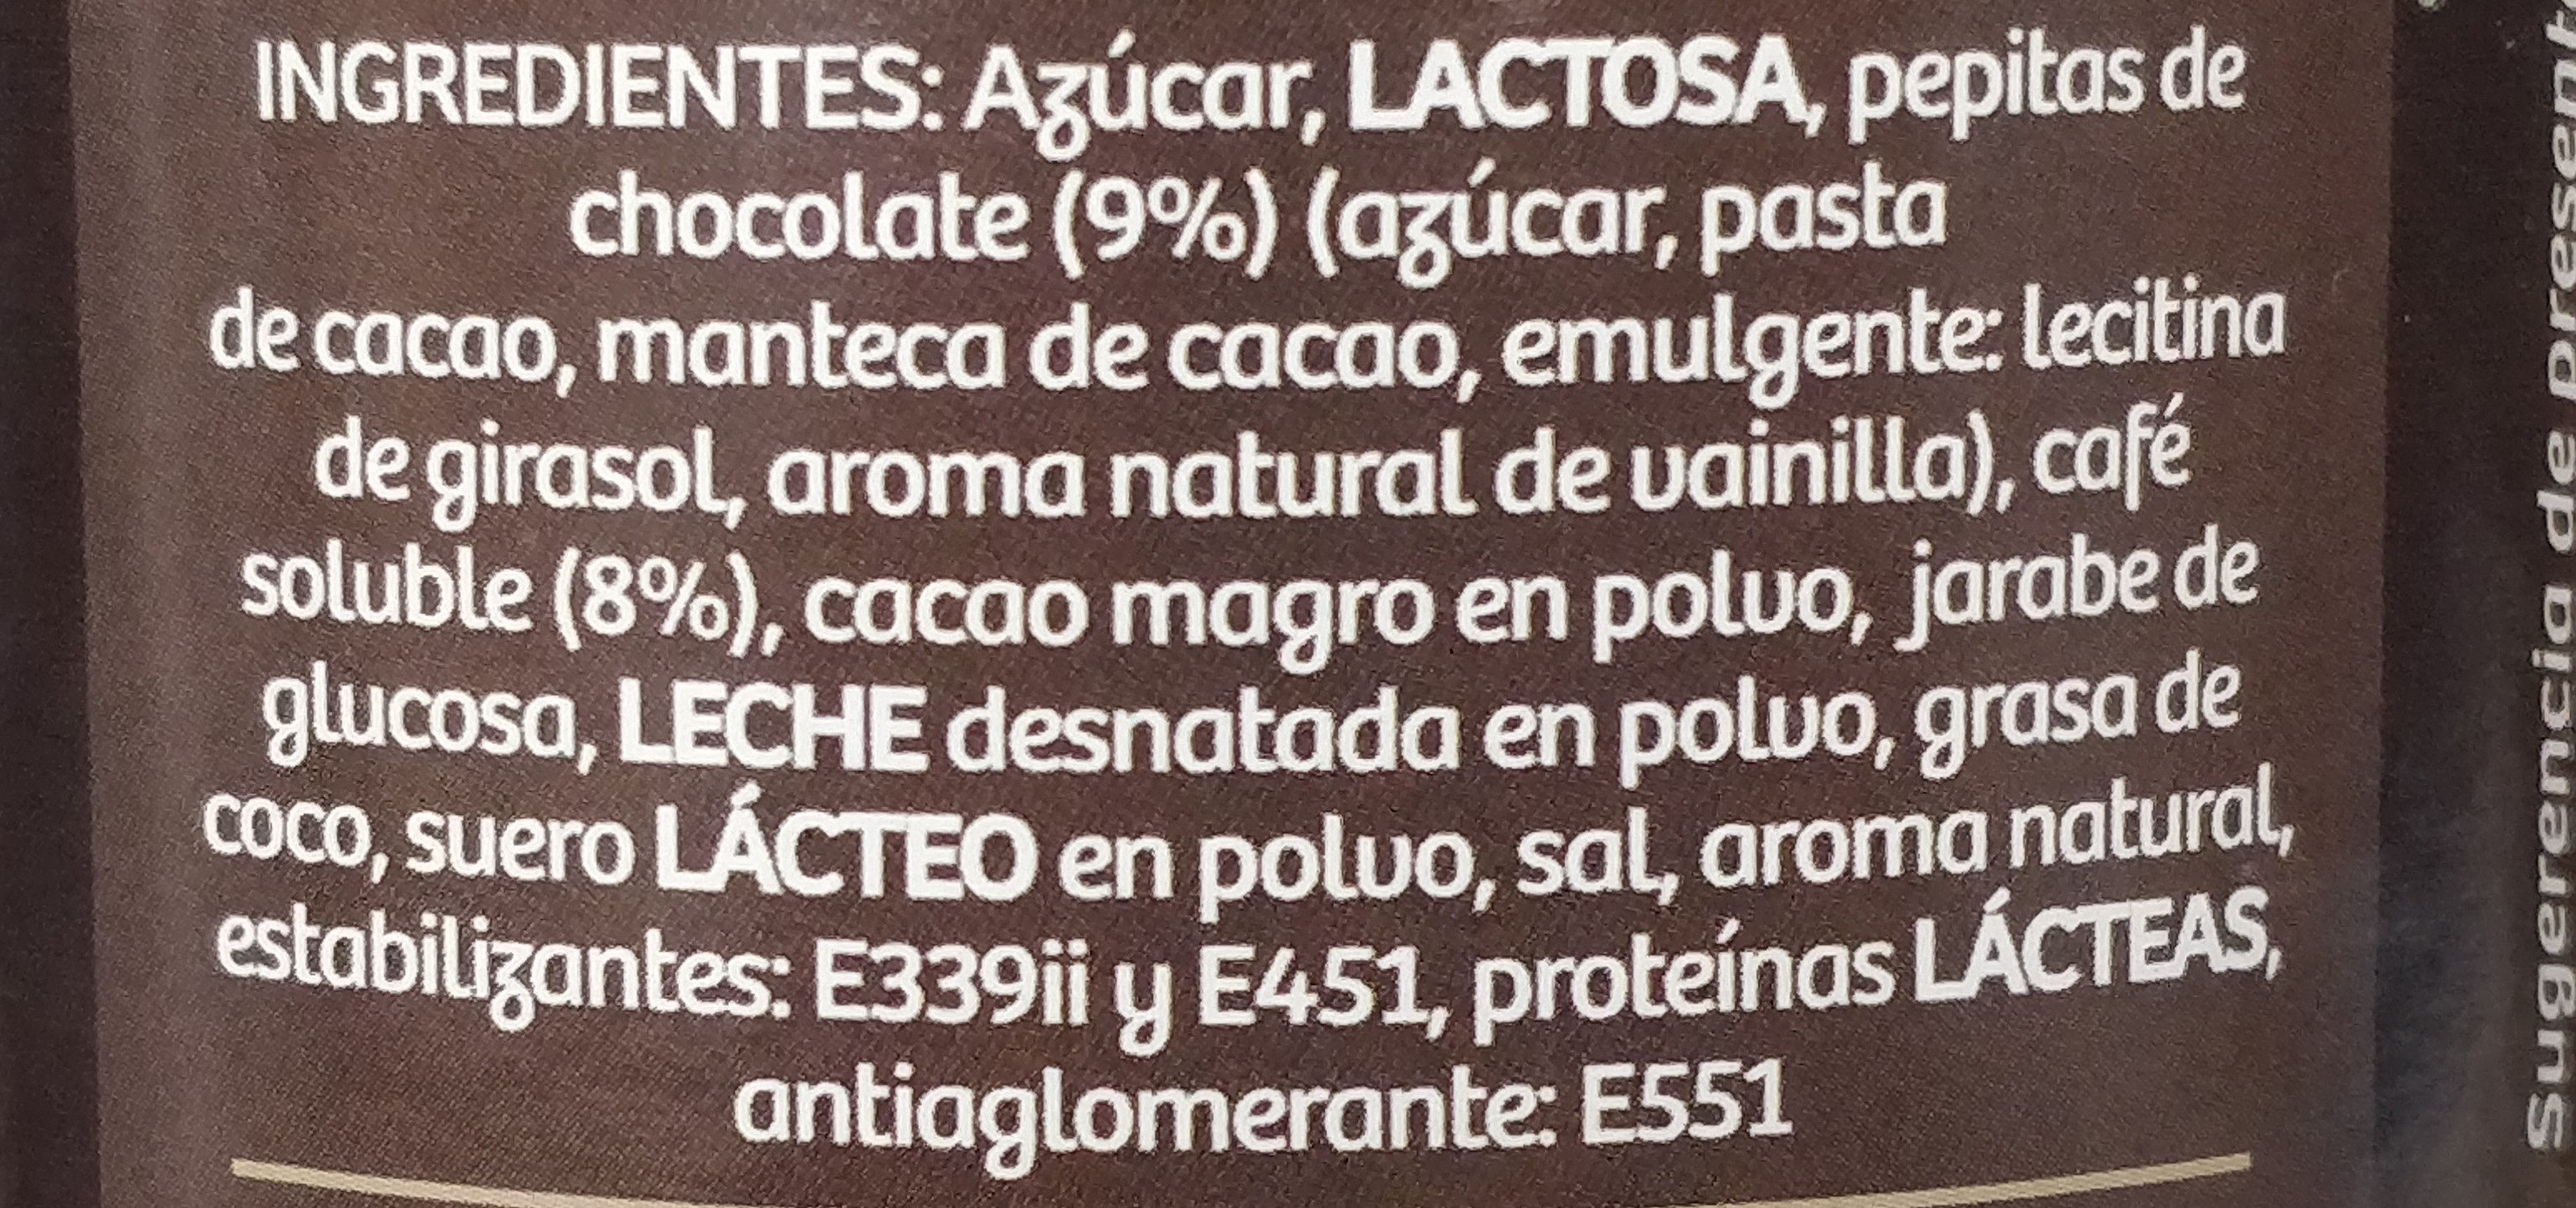 INGREDIENTES: Azúcar, LACTOSA, pepitas de
chocolate (9%) (azúcar, pasta
de cacao, manteca de cacao, emulgente: lecitina
de girasol, aroma natural de vainilla), café
soluble (8%), cacao magro en polvo, jarabe de
glucosa, LECHE desnatada en polvo, grasa de
coco, suero LÁCTEO en polvo, sal, aroma natural,
estabilizantes: E339ii y E451, proteínas LÁCTEAS,
antiaglomerante: E551
Sugerencia de